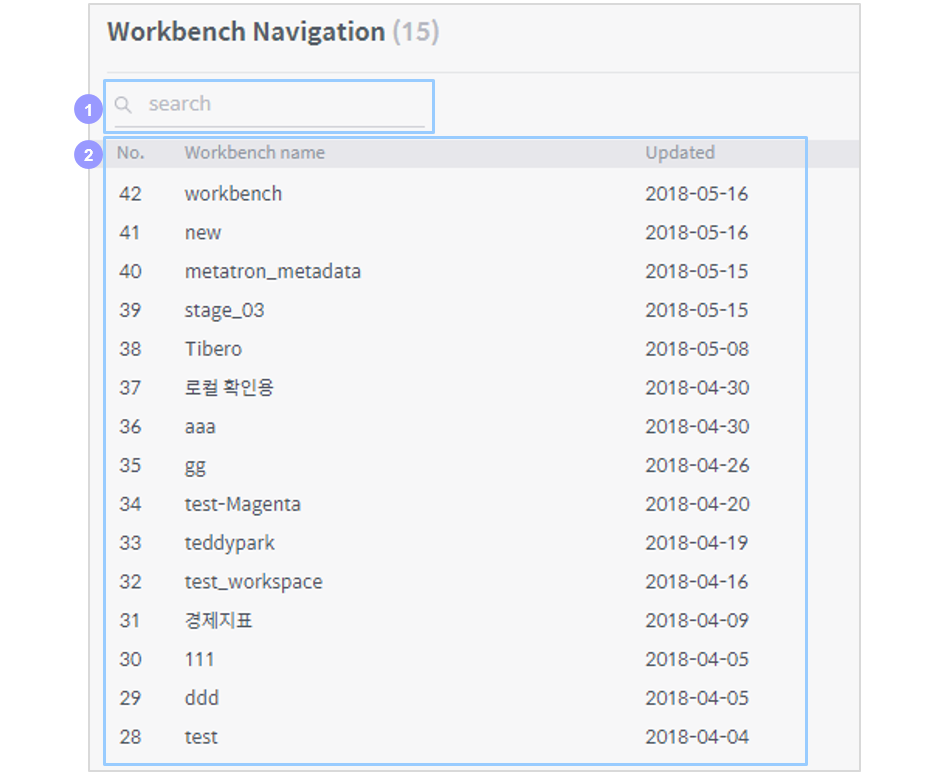 Workbench Navigation (15)
1
search
2
No. Workbench name Updated
42 workbench 2018-05-16
41 new 2018-05-16
40 metatron_metadata 2018-05-15
39 stage_03 2018-05-15
38 Tibero 2018-05-08
37 로컬 확인용 2018-04-30
36 aaa 2018-04-30
35 gg 2018-04-26
34 test-Magenta 2018-04-20
33 teddypark 2018-04-19
32 test_workspace 2018-04-16
31 경제지표 2018-04-09
30 111 2018-04-05
29 ddd 2018-04-05
28 test 2018-04-04